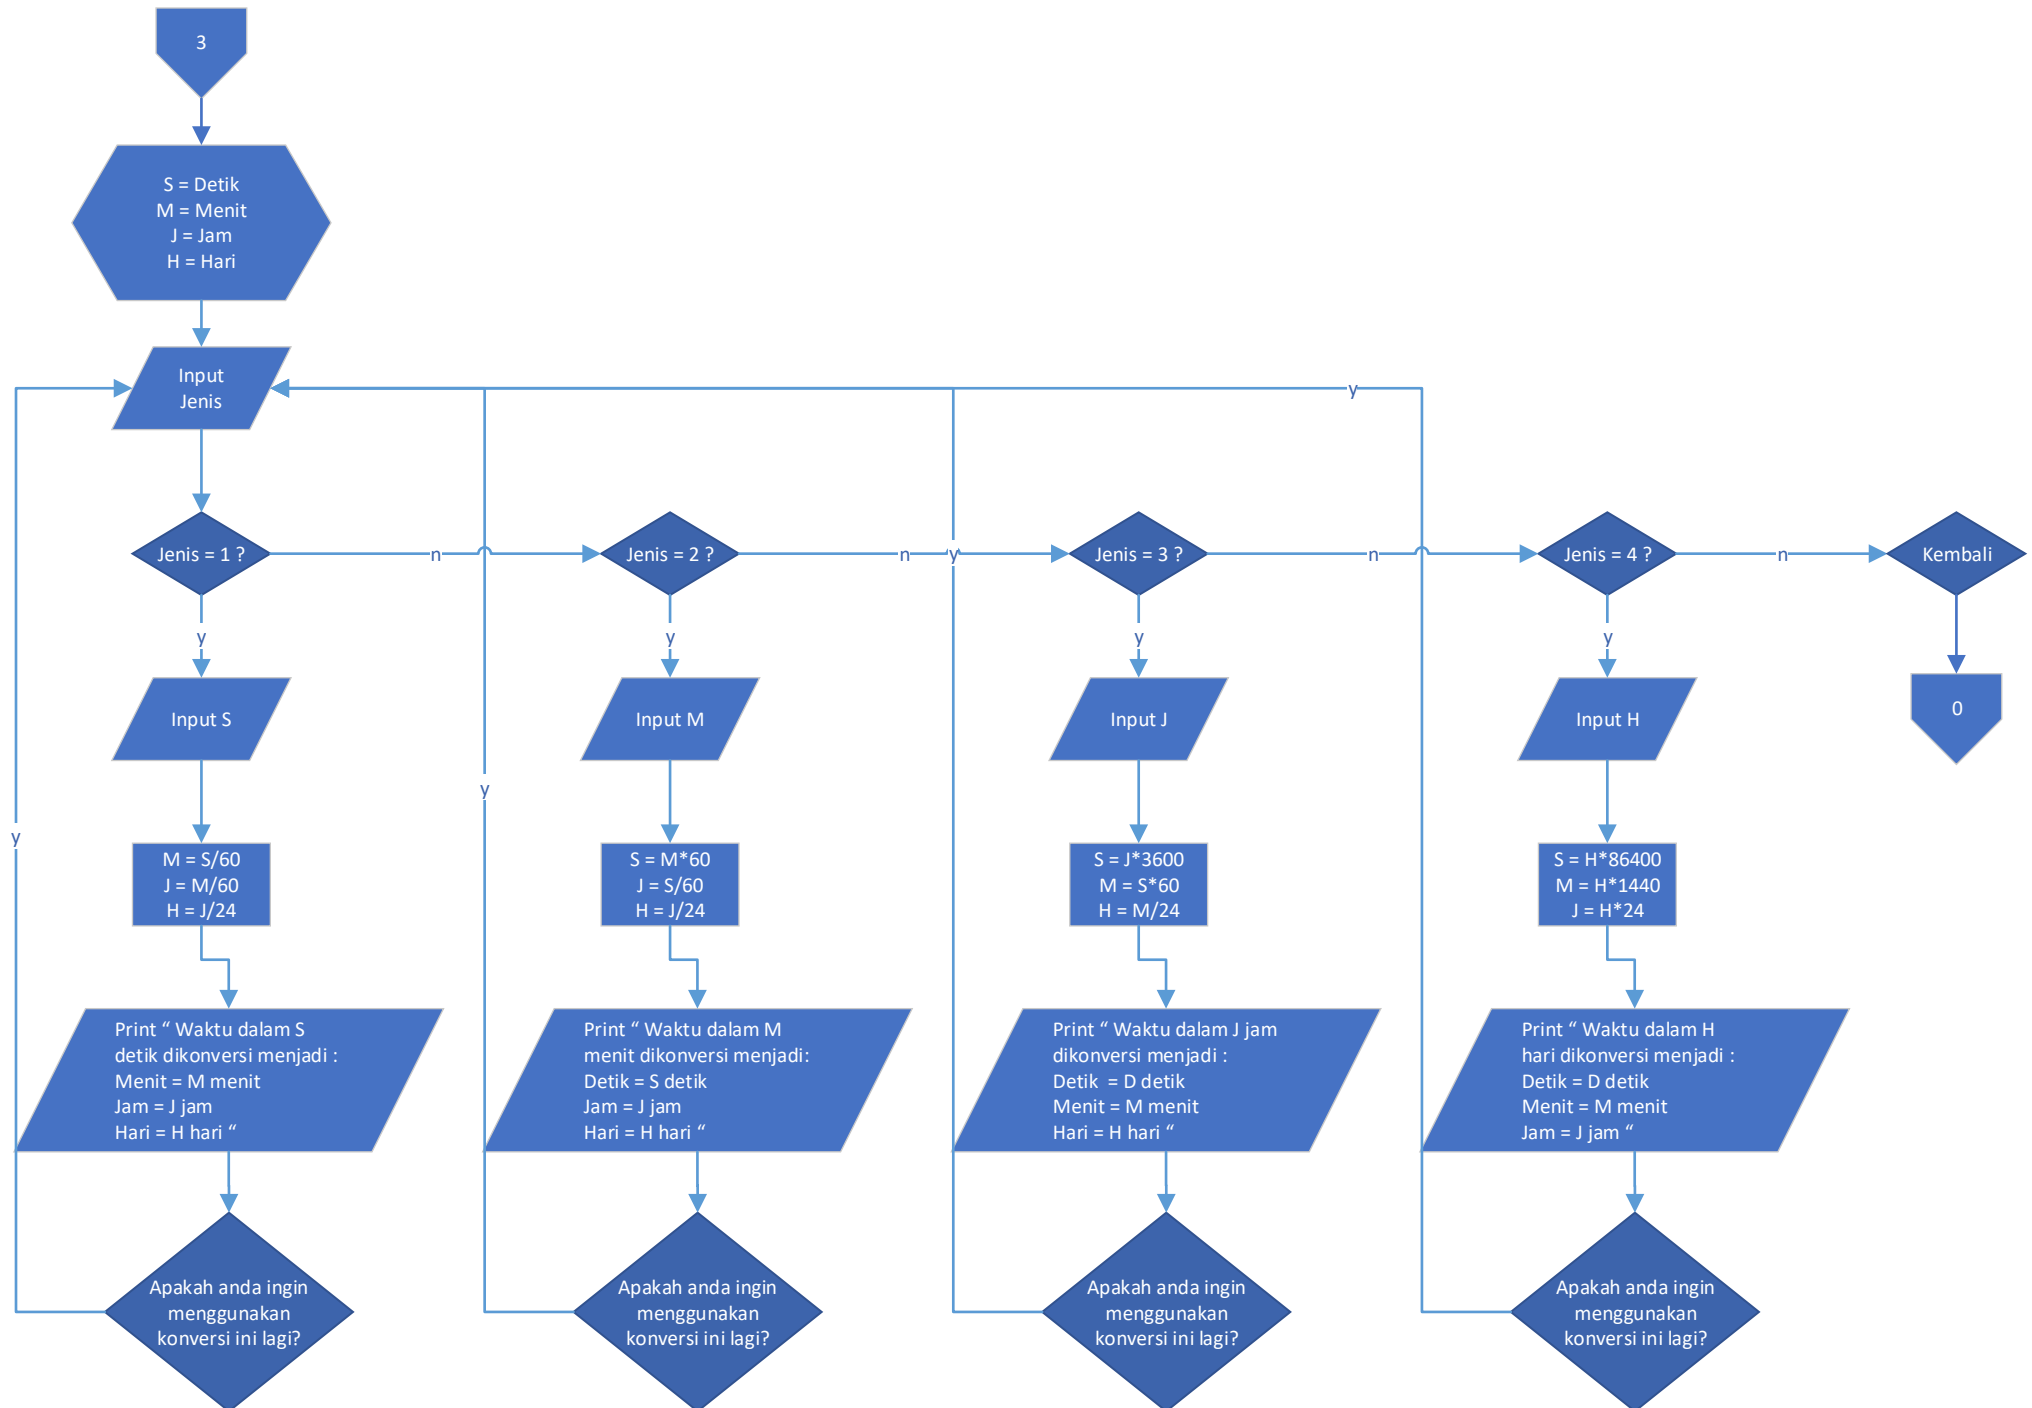 3
S = Detik
M = Menit
J = Jam
H = Hari
Input
Jenis
y
Jenis = 1 ?
n
Jenis = 2 ?
n
y
Jenis = 3 ?
n
Jenis = 4 ?
n
Kembali
y
y
y
y
Input S
Input M
Input J
Input H
0
y
y
M = S/60
J = M/60
H = J/24
S = M*60
J = S/60
H = J/24
S = J*3600
M = S*60
H = M/24
S = H*86400
M = H*1440
J = H*24
Print “ Waktu dalam S
detik dikonversi menjadi :
Menit = M menit
Jam = J jam
Hari = H hari “
Print “ Waktu dalam M
menit dikonversi menjadi:
Detik = S detik
Jam = J jam
Hari = H hari “
Print “ Waktu dalam J jam
dikonversi menjadi :
Detik  = D detik
Menit = M menit
Hari = H hari “
Print “ Waktu dalam H
hari dikonversi menjadi :
Detik = D detik
Menit = M menit
Jam = J jam “
Apakah anda ingin
menggunakan
konversi ini lagi?
Apakah anda ingin
menggunakan
konversi ini lagi?
Apakah anda ingin
menggunakan
konversi ini lagi?
Apakah anda ingin
menggunakan
konversi ini lagi?